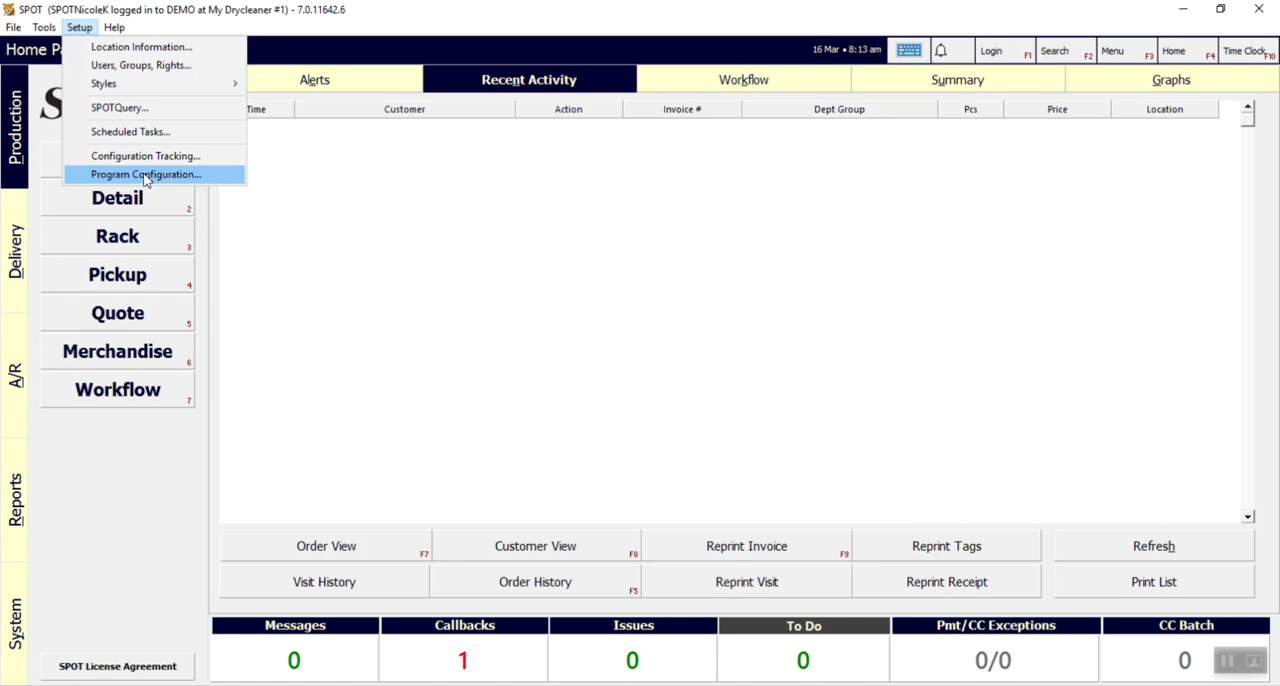 SPOT (SPOTNicoleK logged in to DEMO at My Drycleaner #1) - 7.0.11642.6
File Tools Setup Help
Home 16 Mar • 8:13 am Login F1 Search F2 Menu F3 Home F4 Time Clock F10
Location Information...
Users, Groups, Rights...
Styles
SPOTQuery...
Scheduled Tasks...
Configuration Tracking...
Program Configuration...
Alerts Recent Activity Workflow Summary Graphs
Time Customer Action Invoice # Dept Group Pcs Price Location
Production
Delivery
A/R
Reports
System
S
Detail 2
Rack 3
Pickup 4
Quote 5
Merchandise 6
Workflow 7
SPOT License Agreement
Order View F7 Customer View F8 Reprint Invoice F9 Reprint Tags Refresh
Visit History Order History F5 Reprint Visit Reprint Receipt Print List
Messages Callbacks Issues To Do Pmt/CC Exceptions CC Batch
0 1 0 0 0/0 0